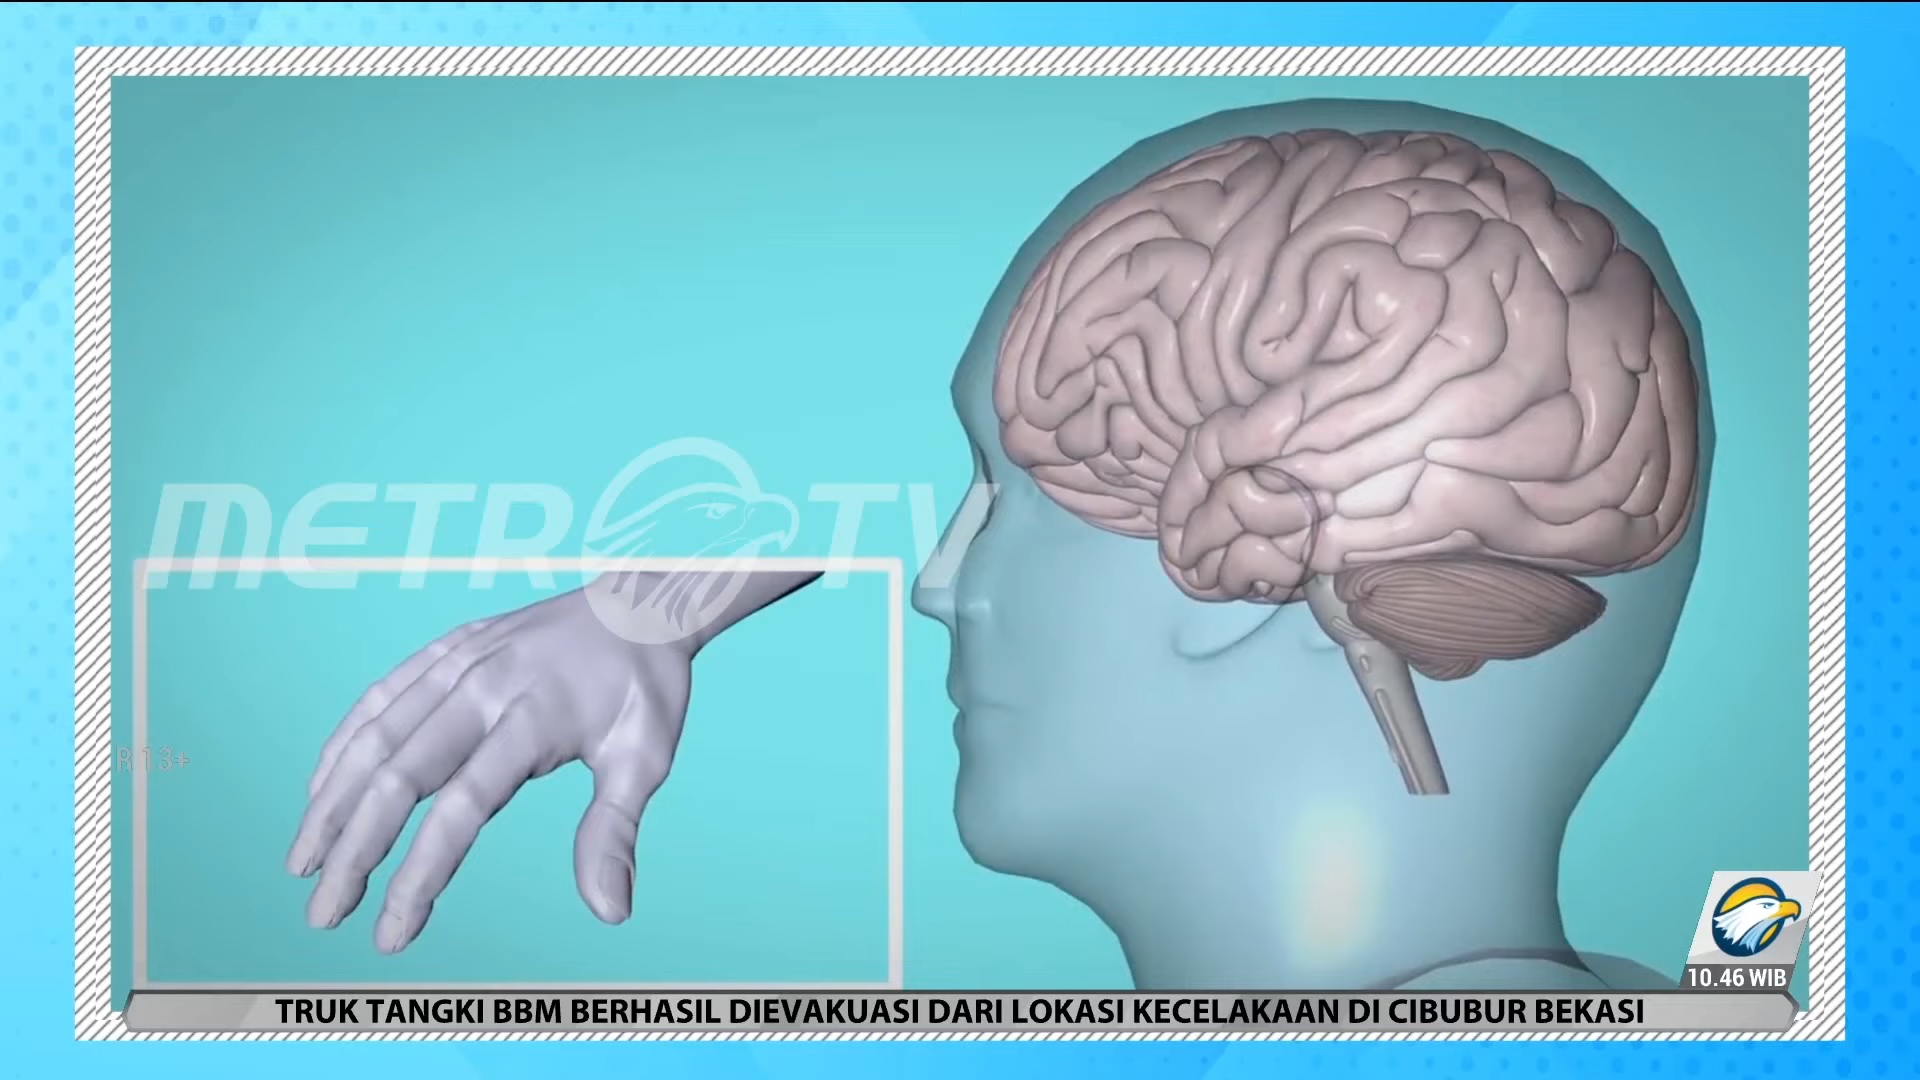 METRO TV
R 13+
10.46 WIB
TRUK TANGKI BBM BERHASIL DIEVAKUASI DARI LOKASI KECELAKAAN DI CIBUBUR BEKASI